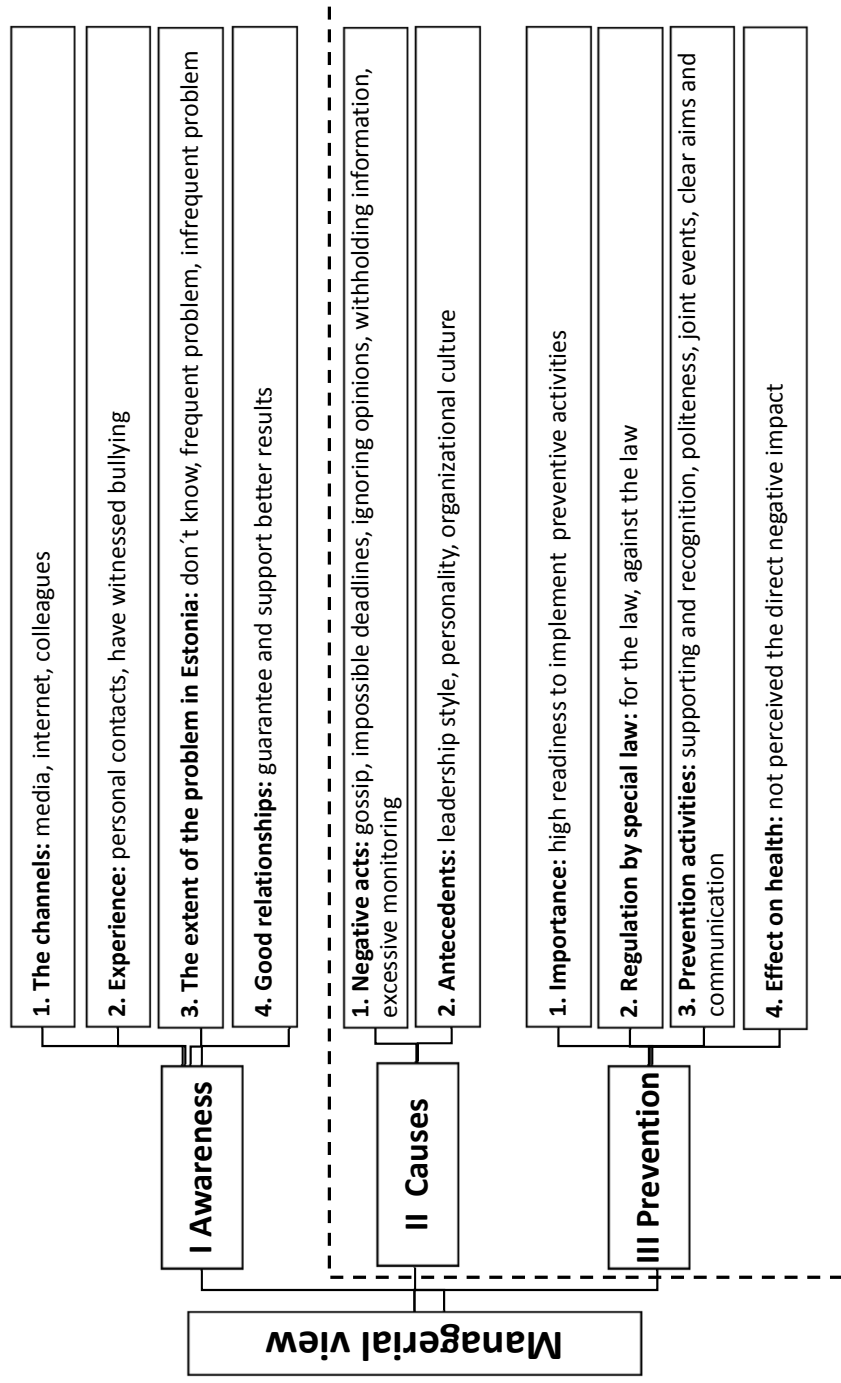 Managerial view
I Awareness
1. The channels: media, internet, colleagues
2. Experience: personal contacts, have witnessed bullying
3. The extent of the problem in Estonia: don´t know, frequent problem, infrequent problem
4. Good relationships: guarantee and support better results
II Causes
1. Negative acts: gossip, impossible deadlines, ignoring opinions, withholding information,
excessive monitoring
2. Antecedents: leadership style, personality, organizational culture
III Prevention
1. Importance: high readiness to implement preventive activities
2. Regulation by special law: for the law, against the law
3. Prevention activities: supporting and recognition, politeness, joint events, clear aims and
communication
4. Effect on health: not perceived the direct negative impact